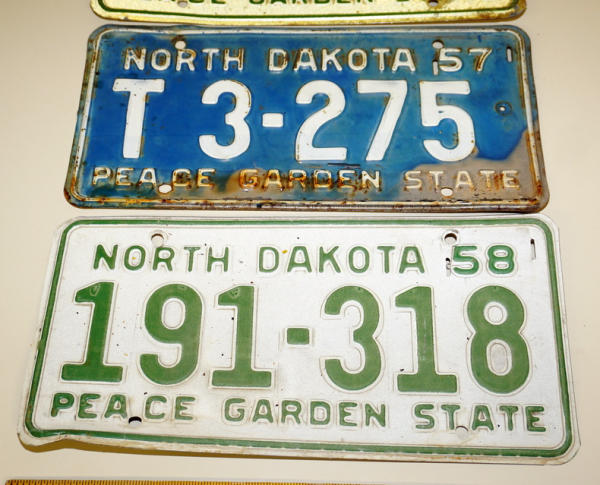 NORTH DAKOTA 57
T 3-275
PEACE GARDEN STATE
NORTH DAKOTA 58
191-318
PEACE GARDEN STATE